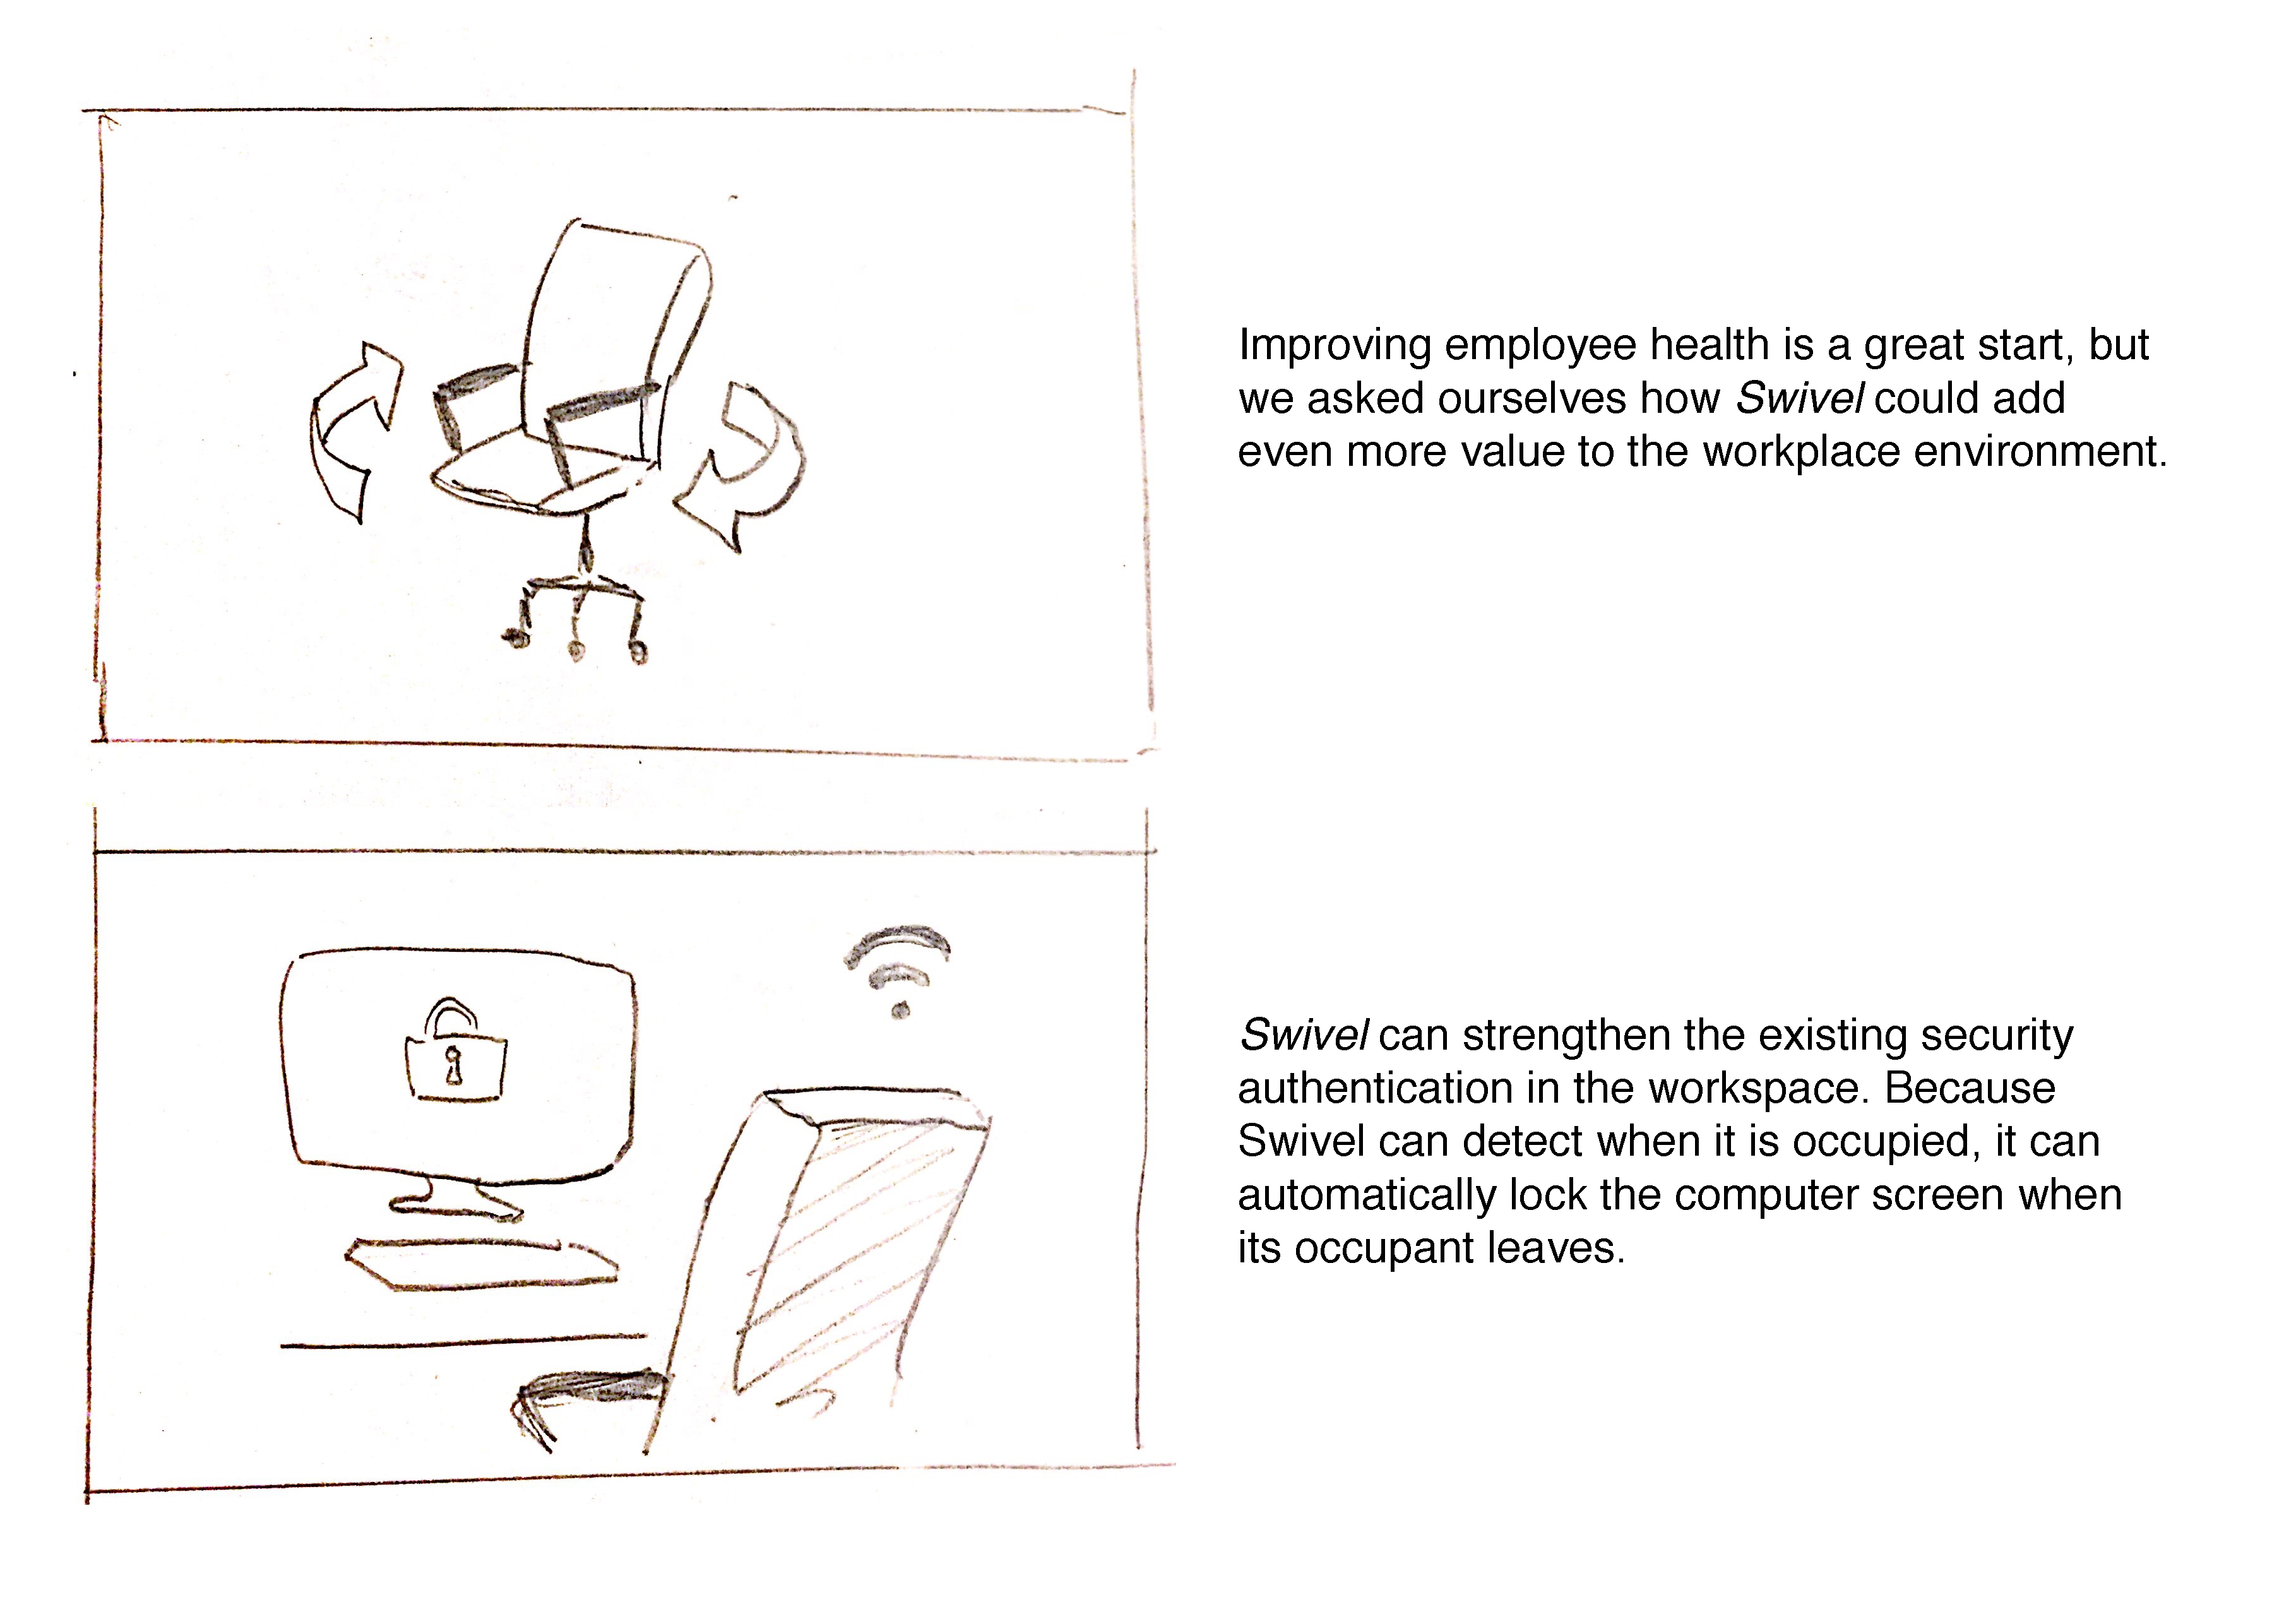 Improving employee health is a great start, but
we asked ourselves how Swivel could add
even more value to the workplace environment.
Swivel can strengthen the existing security
authentication in the workspace. Because
Swivel can detect when it is occupied, it can
automatically lock the computer screen when
its occupant leaves.